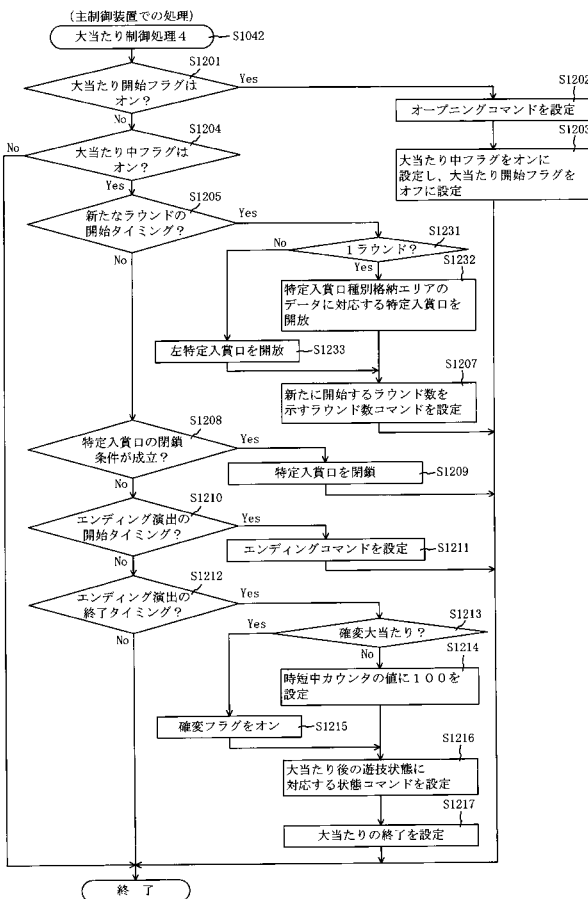 (主制御装置での処理)
大当たり制御処理4
S1042
S1201
大当たり開始フラグは
オン?
Yes
No
S1202
オープニングコマンドを設定
S1203
大当たり中フラグをオンに
設定し、大当たり開始フラグを
オフに設定
S1204
大当たり中フラグは
オン?
No
Yes
S1205
新たなラウンドの
開始タイミング?
Yes
No
S1231
1ラウンド?
No
Yes
S1232
特定入賞口種別格納エリアの
データに対応する特定入賞口を
開放
左特定入賞口を開放
S1233
S1207
新たに開始するラウンド数を
示すラウンド数コマンドを設定
S1208
特定入賞口の閉鎖
条件が成立?
Yes
No
特定入賞口を閉鎖
S1209
S1210
エンディング演出の
開始タイミング?
Yes
No
エンディングコマンドを設定
S1211
S1212
エンディング演出の
終了タイミング?
Yes
No
S1213
確変大当たり?
Yes
No
S1214
時短中カウンタの値に100を
設定
確変フラグをオン
S1215
S1216
大当たり後の遊技状態に
対応する状態コマンドを設定
S1217
大当たりの終了を設定
終 了